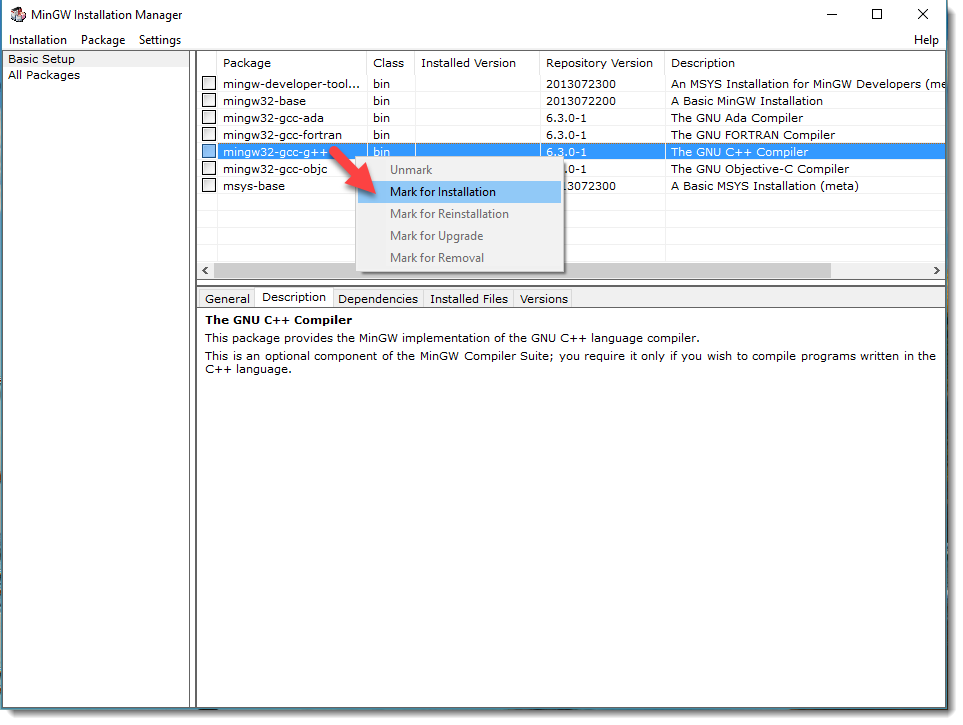 MinGW Installation Manager
Installation Package Settings Help
Basic Setup
All Packages
Package Class Installed Version Repository Version Description
mingw-developer-tool... bin 2013072300 An MSYS Installation for MinGW Developers (me
mingw32-base bin 2013072200 A Basic MinGW Installation
mingw32-gcc-ada bin 6.3.0-1 The GNU Ada Compiler
mingw32-gcc-fortran bin 6.3.0-1 The GNU FORTRAN Compiler
mingw32-gcc-g++ bin 6.3.0-1 The GNU C++ Compiler
mingw32-gcc-objc .0-1 The GNU Objective-C Compiler
msys-base 3072300 A Basic MSYS Installation (meta)
Unmark
Mark for Installation
Mark for Reinstallation
Mark for Upgrade
Mark for Removal
General Description Dependencies Installed Files Versions
The GNU C++ Compiler
This package provides the MinGW implementation of the GNU C++ language compiler.
This is an optional component of the MinGW Compiler Suite; you require it only if you wish to compile programs written in the
C++ language.